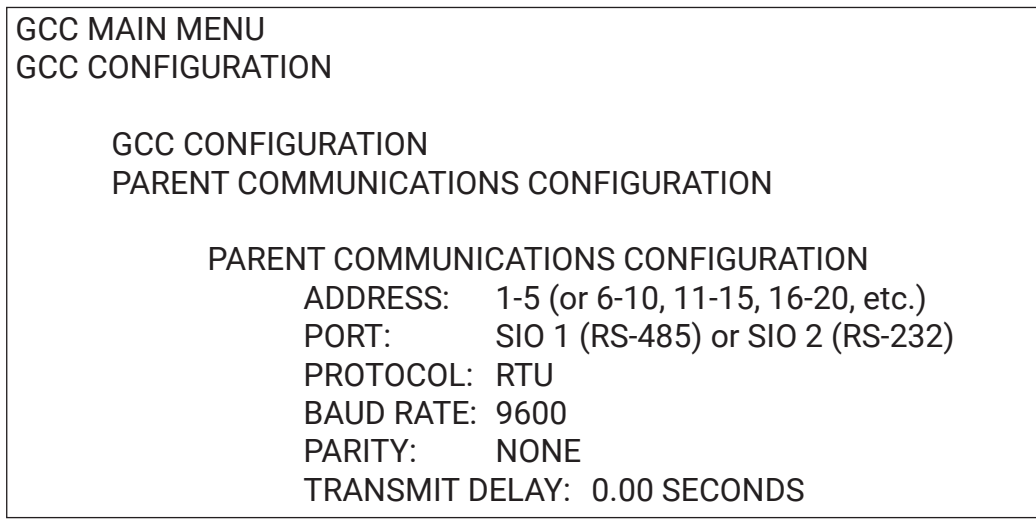 GCC MAIN MENU
GCC CONFIGURATION
GCC CONFIGURATION
PARENT COMMUNICATIONS CONFIGURATION
PARENT COMMUNICATIONS CONFIGURATION
ADDRESS: 1-5 (or 6-10, 11-15, 16-20, etc.)
PORT: SIO 1 (RS-485) or SIO 2 (RS-232)
PROTOCOL: RTU
BAUD RATE: 9600
PARITY: NONE
TRANSMIT DELAY: 0.00 SECONDS